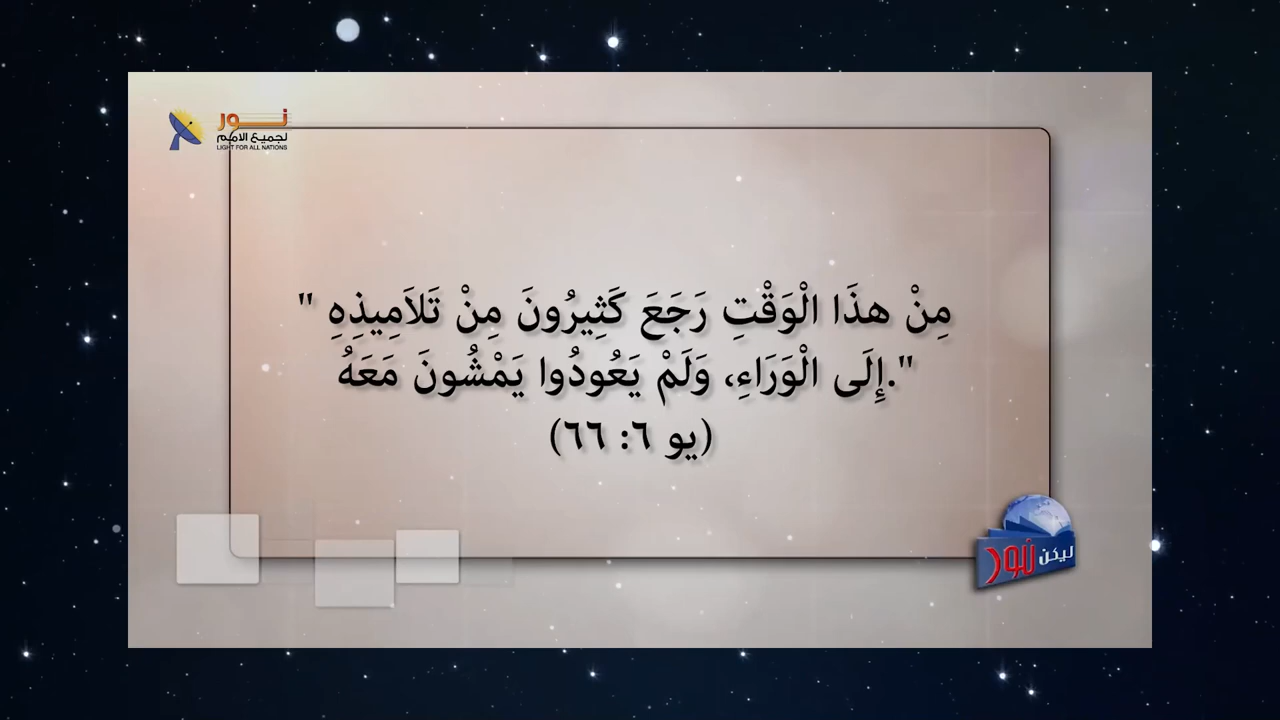 نور
لجميع الامم
LIGHT FOR ALL NATIONS
" مِنْ هذَا الْوَقْتِ رَجَعَ كَثِيرُونَ مِنْ تَلاَمِيذِهِ
إِلَى الْوَرَاءِ، وَلَمْ يَعُودُوا يَمْشُونَ مَعَهُ."
(يو ٦: ٦٦)
ليكن نور